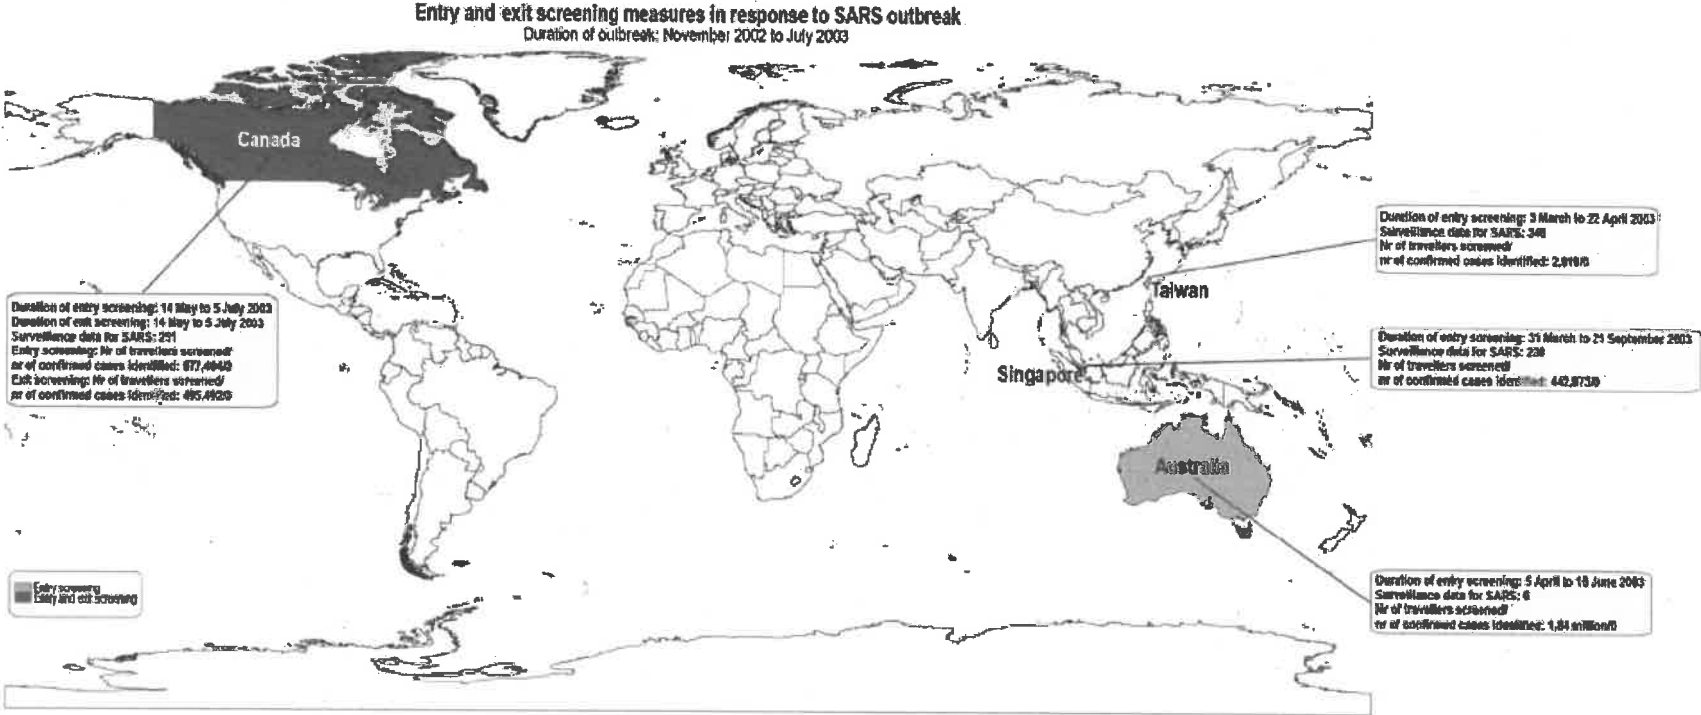 Entry and exit screening measures in response to SARS outbreak
Duration of outbreak: November 2002 to July 2003
Canada
Duration of entry screening: 14 May to 5 July 2003
Duration of exit screening: 14 May to 5 July 2003
Surveillance data for SARS: 251
Entry screening: Nr of travellers screened/
nr of confirmed cases identified:
Exit screening: Nr of travellers screened/
nr of confirmed cases identified: 495,492/0
Duration of entry screening: 3 March to 22 April 2003
Surveillance data for SARS:
Nr of travellers screened/
nr of confirmed cases identified:
Taiwan
Duration of entry screening: 31 March to 21 September 2003
Surveillance data for SARS: 238
Nr of travellers screened/
nr of confirmed cases identified: 442,973/0
Singapore
Australia
Duration of entry screening: 5 April to 16 June 2003
Surveillance data for SARS: 6
Nr of travellers screened/
nr of confirmed cases identified: 1,84 million/0
Entry screening
Entry and exit screening